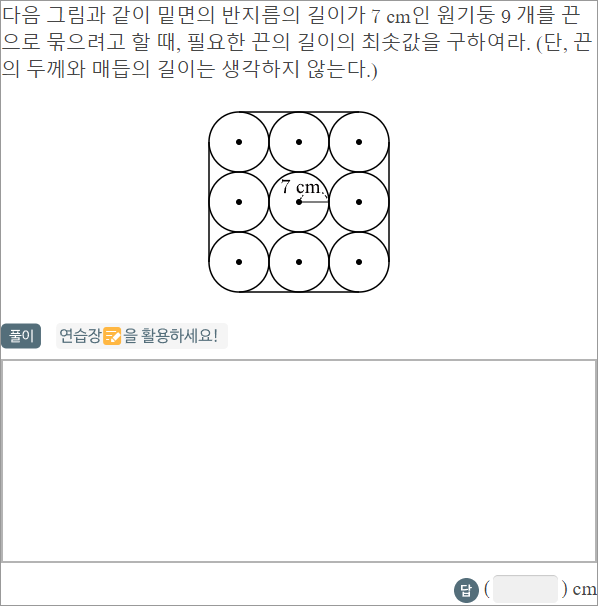 다음 그림과 같이 밑면의 반지름의 길이가 7 cm인 원기둥 9 개를 끈
으로 묶으려고 할 때, 필요한 끈의 길이의 최솟값을 구하여라. (단, 끈
의 두께와 매듭의 길이는 생각하지 않는다.)
7 cm
풀이 연습장📝을 활용하세요!
답 ( ) cm